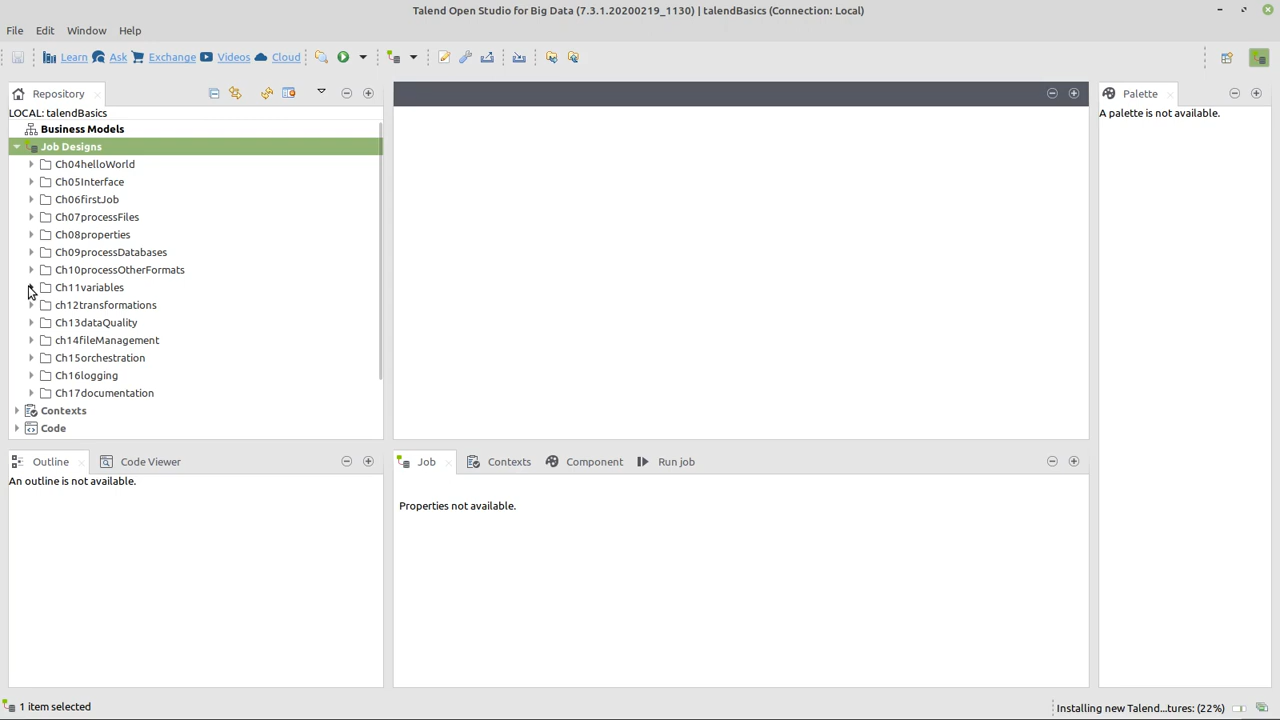 Talend Open Studio for Big Data (7.3.1.20200219_1130) | talendBasics (Connection: Local)
File Edit Window Help
Learn Ask Exchange Videos Cloud
Repository
LOCAL: talendBasics
Business Models
Job Designs
Ch04helloWorld
Ch05Interface
Ch06firstJob
Ch07processFiles
Ch08properties
Ch09processDatabases
Ch10processOtherFormats
Ch11variables
ch12transformations
Ch13dataQuality
ch14fileManagement
Ch15orchestration
Ch16logging
Ch17documentation
Contexts
Code
Palette
A palette is not available.
Outline Code Viewer
An outline is not available.
Job Contexts Component Run job
Properties not available.
1 item selected
Installing new Talend...tures: (22%)